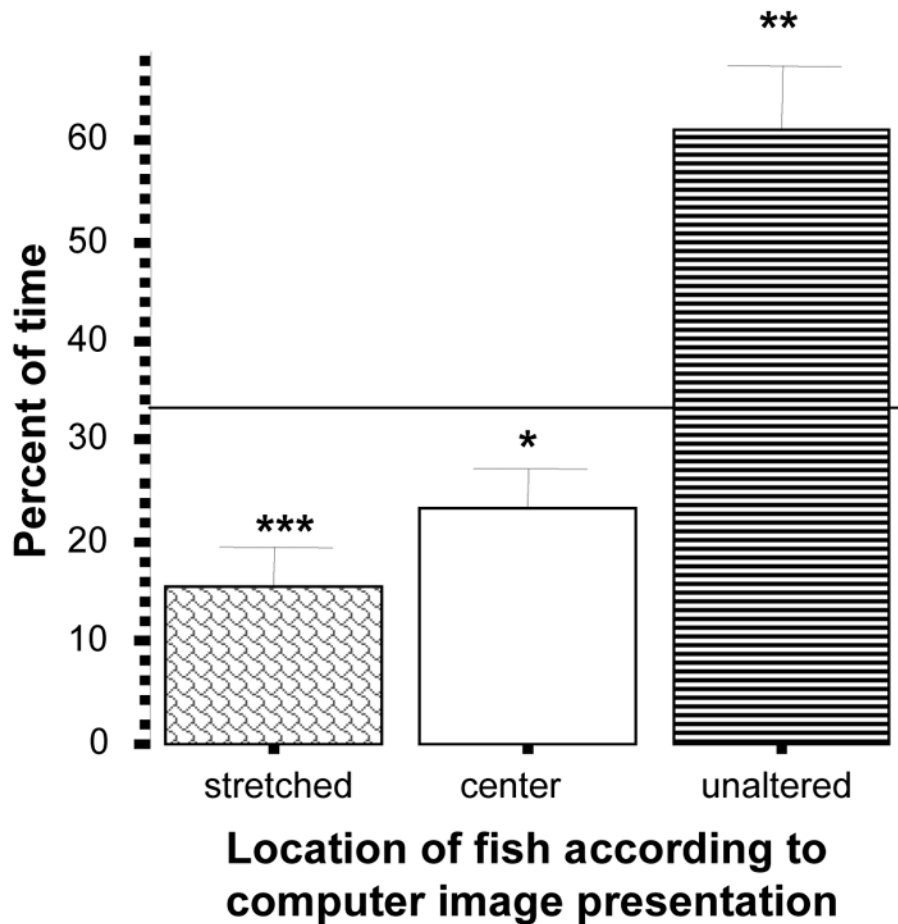 **
60
50
40
30
20
10
0
Percent of time
*
***
stretched center unaltered
Location of fish according to
computer image presentation